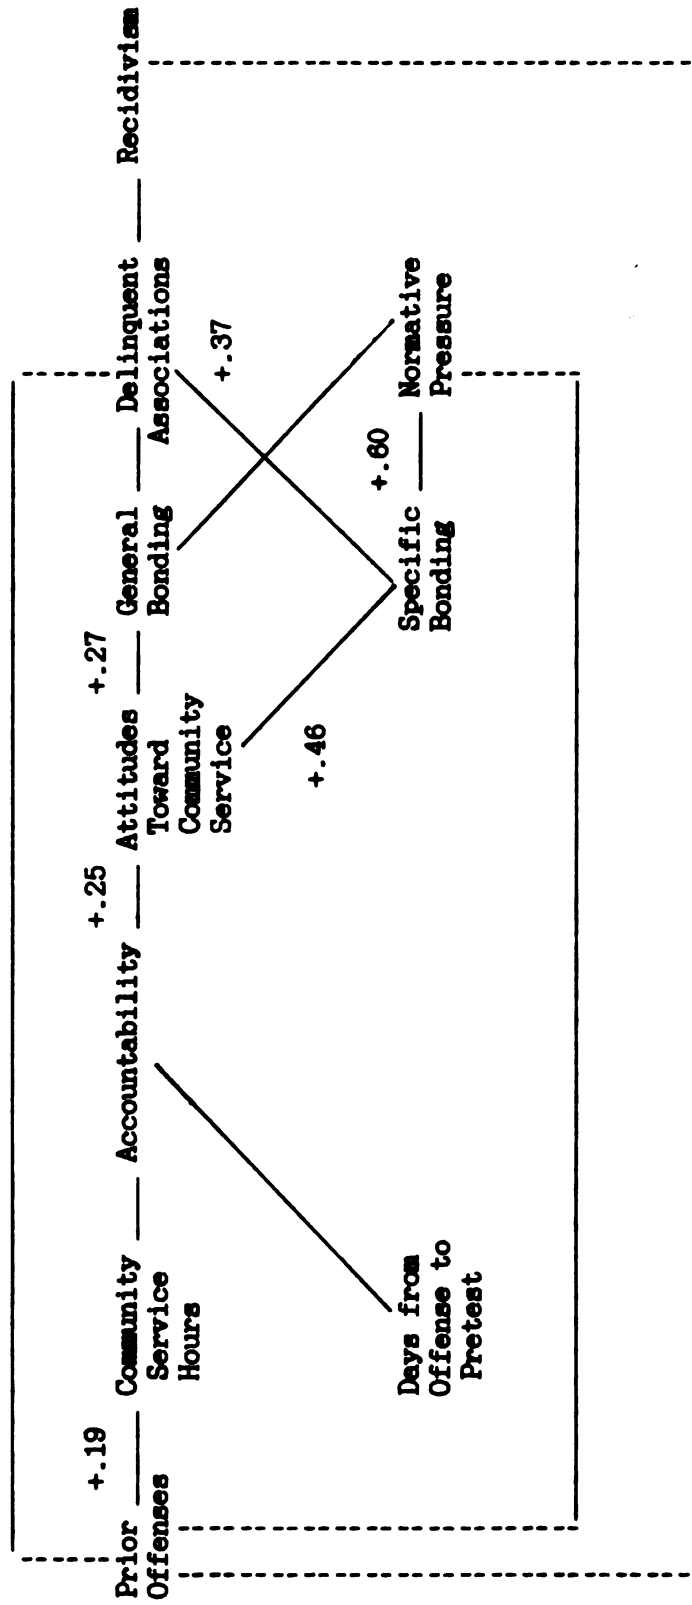 +.19
+.25
+.27
Prior
Offenses
Community
Service
Hours
Accountability
Attitudes
Toward
Community
Service
General
Bonding
Delinquent
Associations
Recidivism
+.46
+.37
+.60
Days from
Offense to
Pretest
Specific
Bonding
Normative
Pressure